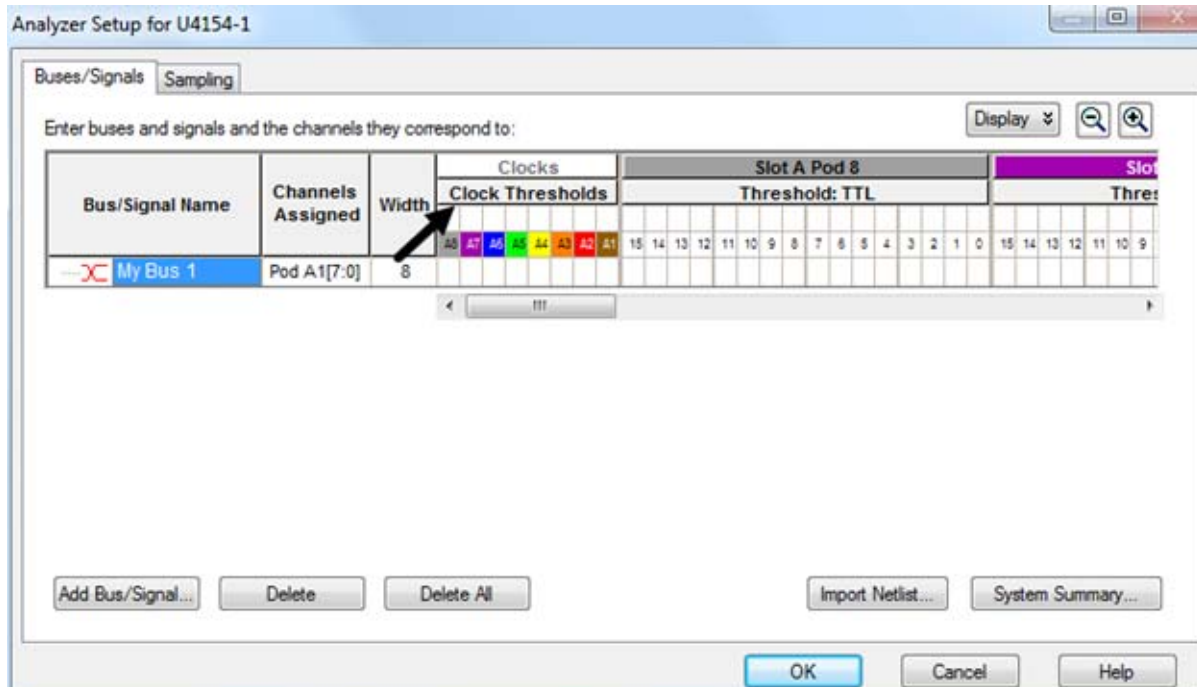 Analyzer Setup for U4154-1
Buses/Signals Sampling
Enter buses and signals and the channels they correspond to:
Display
Bus/Signal Name
Channels Assigned
Width
Clocks
Clock Thresholds
A8 A7 A6 A5 A4 A3 A2 A1
Slot A Pod 8
Threshold: TTL
15 14 13 12 11 10 9 8 7 6 5 4 3 2 1 0
Slot
Thres
15 14 13 12 11 10 9
My Bus 1 Pod A1[7:0] 8
Add Bus/Signal... Delete Delete All Import Netlist... System Summary...
OK Cancel Help